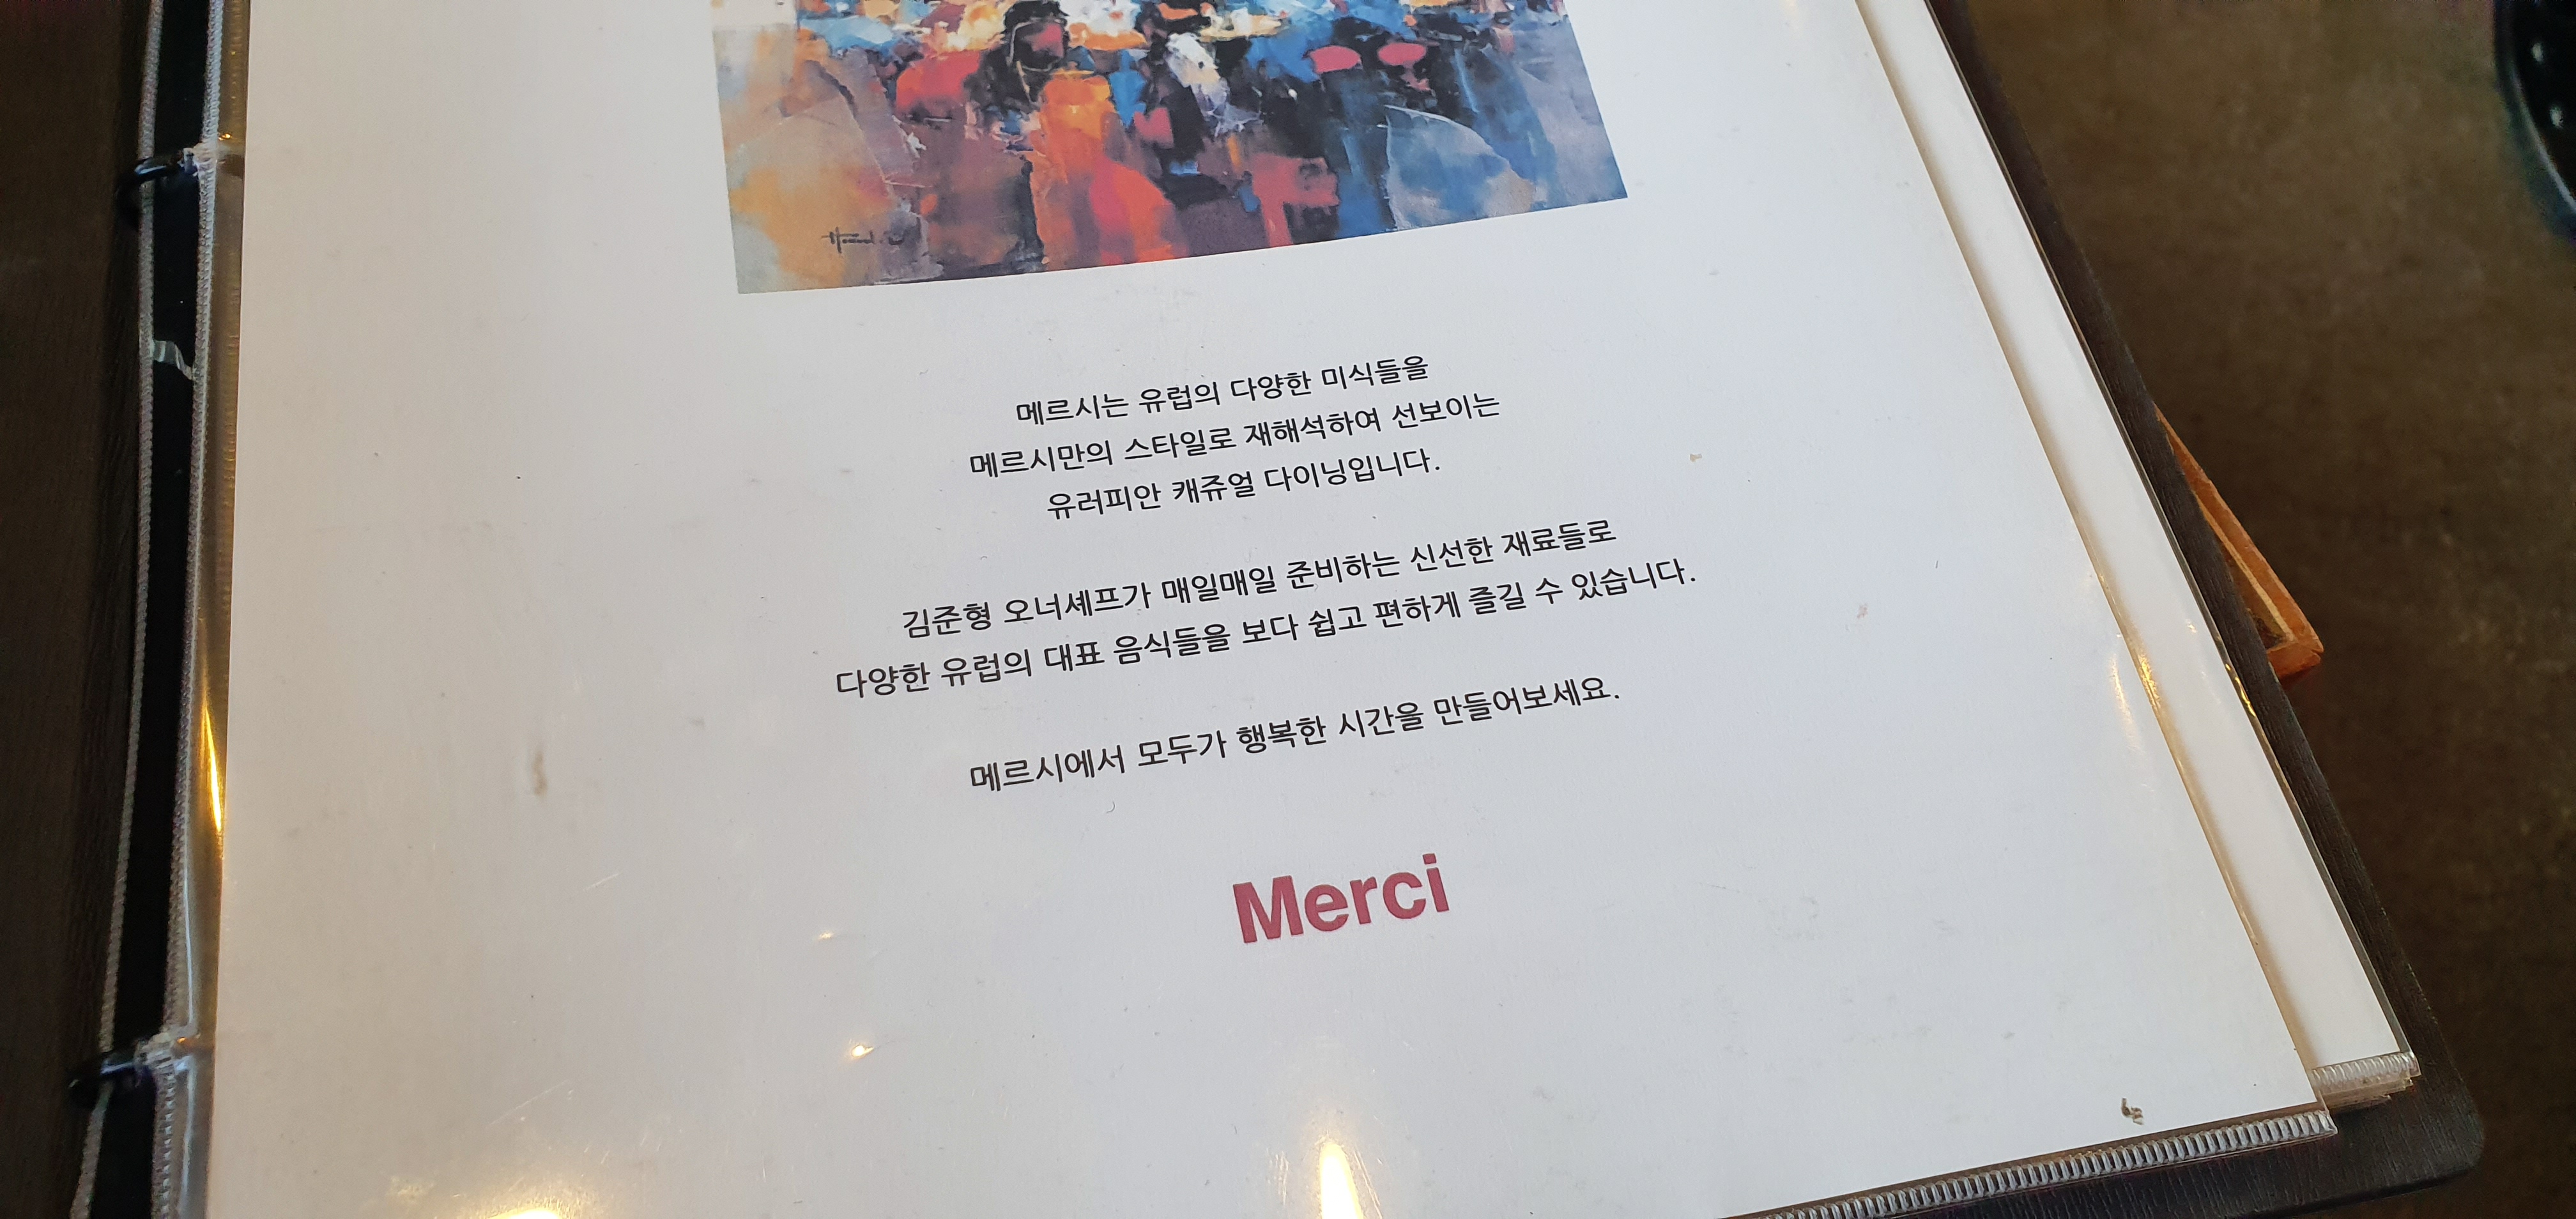 메르시는 유럽의 다양한 미식들을
메르시만의 스타일로 재해석하여 선보이는
유러피안 캐쥬얼 다이닝입니다.
김준형 오너셰프가 매일매일 준비하는 신선한 재료들로
다양한 유럽의 대표 음식들을 보다 쉽고 편하게 즐길 수 있습니다.
메르시에서 모두가 행복한 시간을 만들어보세요.
Merci